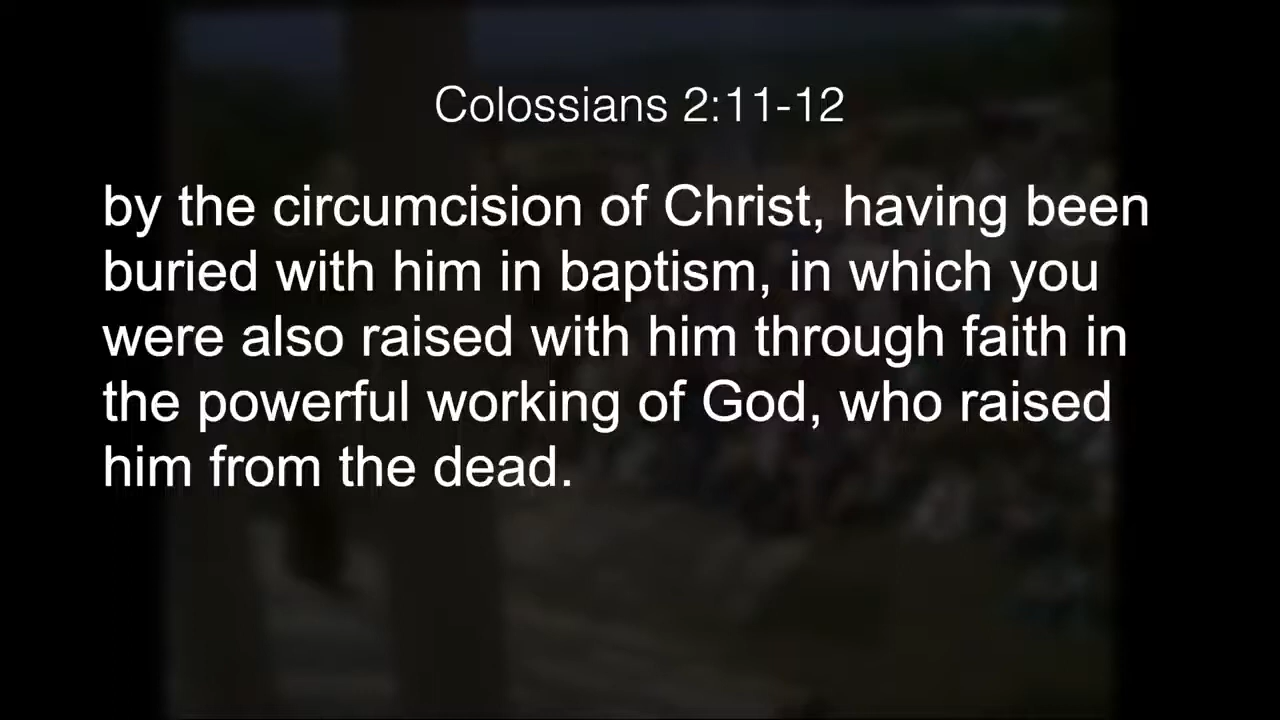 Colossians 2:11-12
by the circumcision of Christ, having been
buried with him in baptism, in which you
were also raised with him through faith in
the powerful working of God, who raised
him from the dead.